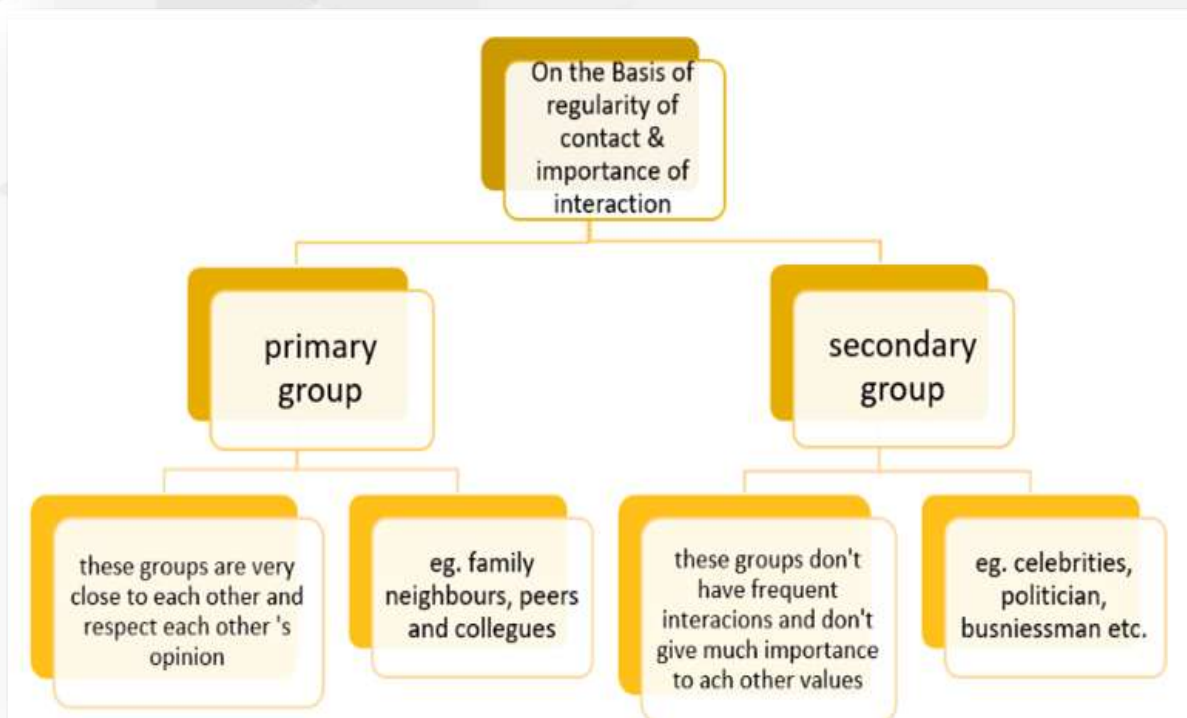 On the Basis of
regularity of
contact &
importance of
interaction
primary
group
secondary
group
these groups are very
close to each other and
respect each other 's
opinion
eg. family
neighbours, peers
and collegues
these groups don't
have frequent
interacions and don't
give much importance
to ach other values
eg. celebrities,
politician,
busniessman etc.